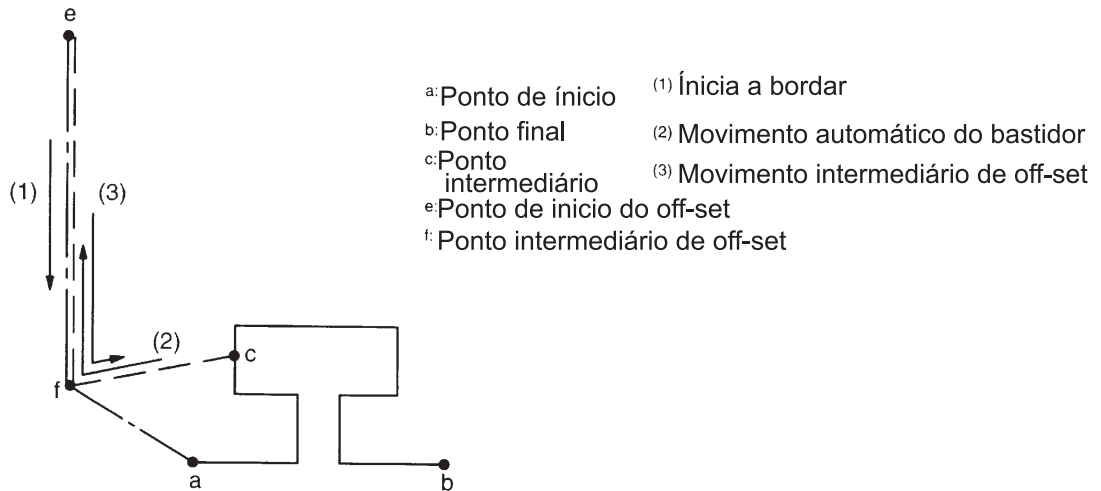 e
(1)
(3)
(2)
c
f
a
b
a: Ponto de ínicio
b: Ponto final
c: Ponto
intermediário
e: Ponto de inicio do off-set
f: Ponto intermediário de off-set
(1) Ínicia a bordar
(2) Movimento automático do bastidor
(3) Movimento intermediário de off-set